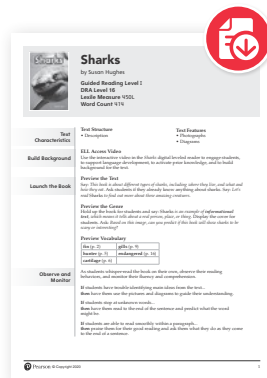 Sharks
Sharks
by Susan Hughes
Guided Reading Level I
DRA Level 16
Lexile Measure 450L
Word Count 414
Text Characteristics
Text Structure
• Description
Text Features
• Photographs
• Diagrams
Build Background
ELL Access Video
Use the interactive video in the Sharks digital leveled reader to engage students,
to support language development, to activate prior knowledge, and to build
background for the text.
Launch the Book
Preview the Text
Say: This book is about different types of sharks, including where they live, and what and
how they eat. Ask students if they already know anything about sharks. Say: Let's
read Sharks to find out more about these amazing creatures.
Preview the Genre
Hold up the book for students and say: Sharks is an example of informational
text, which means it tells about a real person, place, or thing. Display the cover for
students. Ask: Based on this image, can you predict if the book will show sharks to be
scary or interesting?
Preview Vocabulary
fin (p. 2)
gills (p. 9)
hunter (p. 5)
endangered (p. 16)
cartilage (p. 6)
Observe and Monitor
As students whisper-read the book on their own, observe their reading
behaviors, and monitor their fluency and comprehension.
If students have trouble identifying main ideas from the text...
then have them use the pictures and diagrams to guide their understanding.
If students stop at unknown words...
then have them read to the end of the sentence and predict what the word
might be.
If students are able to read smoothly within a paragraph...
then praise them for their good reading and ask them what they do as they come
to the end of a sentence.
Pearson © Copyright 2020
1